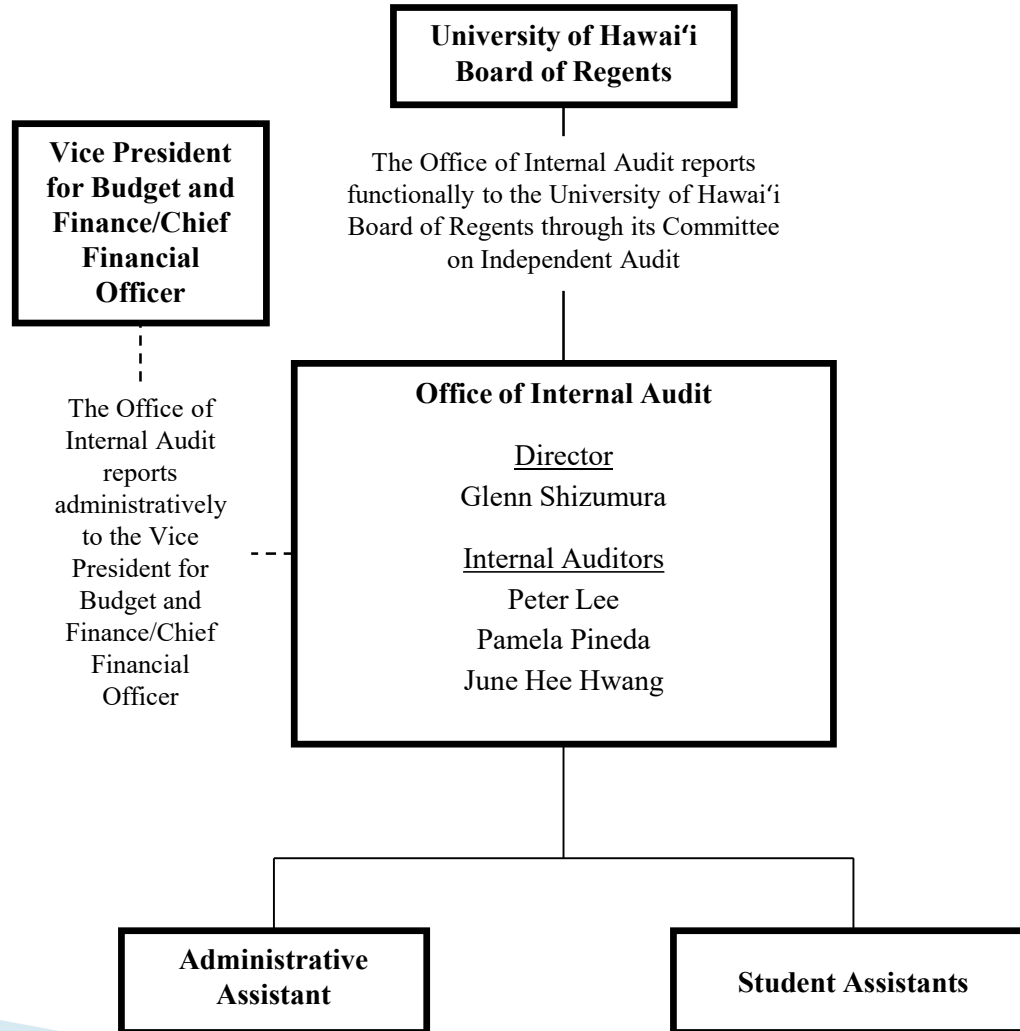 University of Hawaiʻi
Board of Regents
Vice President
for Budget and
Finance/Chief
Financial
Officer
The Office of Internal Audit reports
functionally to the University of Hawaiʻi
Board of Regents through its Committee
on Independent Audit
The Office of
Internal Audit
reports
administratively
to the Vice
President for
Budget and
Finance/Chief
Financial
Officer
Office of Internal Audit
Director
Glenn Shizumura
Internal Auditors
Peter Lee
Pamela Pineda
June Hee Hwang
Administrative
Assistant
Student Assistants